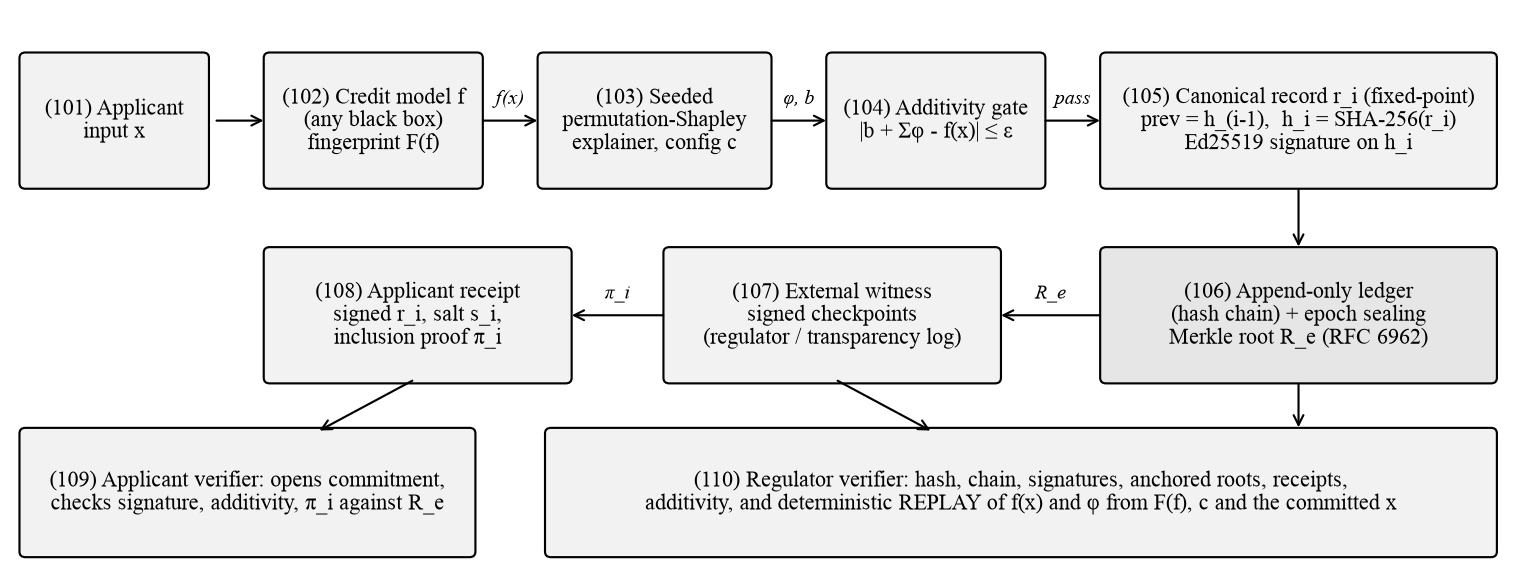 (101) Applicant
input x
(102) Credit model f
(any black box)
fingerprint F(f)
f(x)
(103) Seeded
permutation-Shapley
explainer, config c
φ, b
(104) Additivity gate
|b + Σφ - f(x)| ≤ ε
pass
(105) Canonical record r_i (fixed-point)
prev = h_(i-1),  h_i = SHA-256(r_i)
Ed25519 signature on h_i
(108) Applicant receipt
signed r_i, salt s_i,
inclusion proof π_i
π_i
(107) External witness
signed checkpoints
(regulator / transparency log)
R_e
(106) Append-only ledger
(hash chain) + epoch sealing
Merkle root R_e (RFC 6962)
(109) Applicant verifier: opens commitment,
checks signature, additivity, π_i against R_e
(110) Regulator verifier: hash, chain, signatures, anchored roots, receipts,
additivity, and deterministic REPLAY of f(x) and φ from F(f), c and the committed x